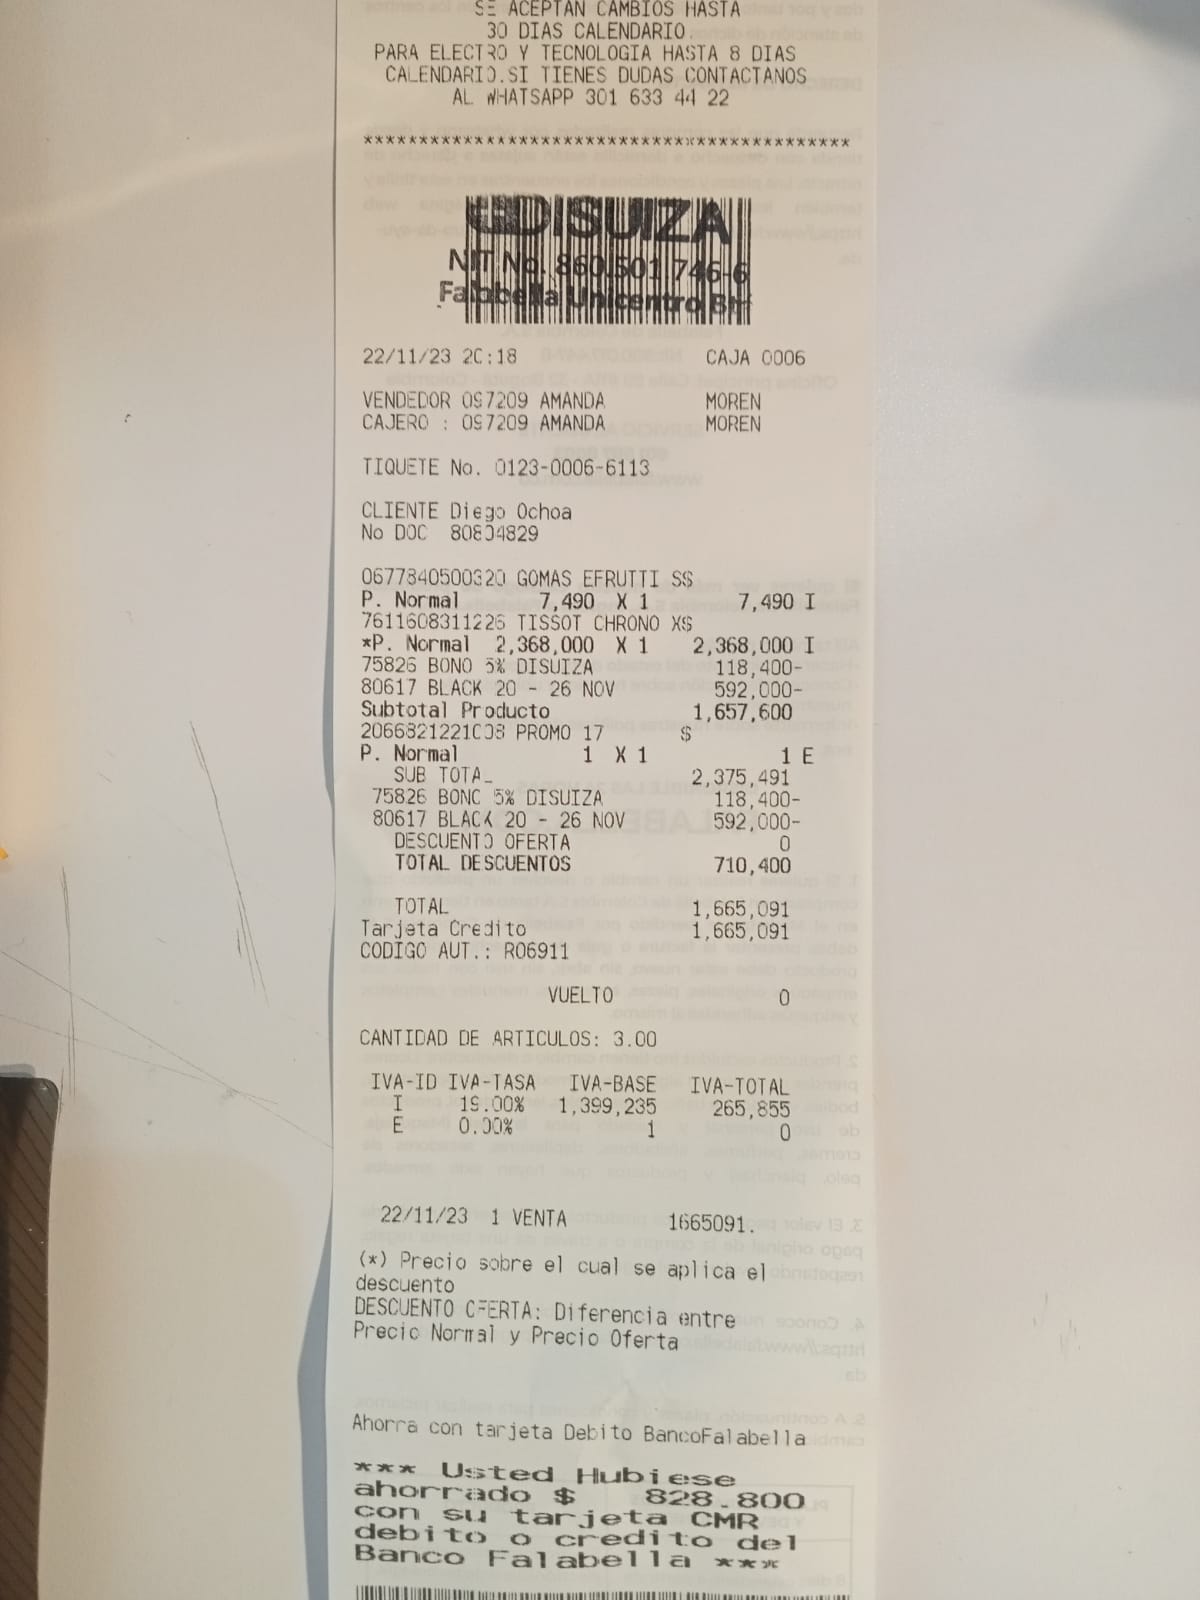 SE ACEPTAN CAMBIOS HASTA
30 DIAS CALENDARIO.
PARA ELECTRO Y TECNOLOGIA HASTA 8 DIAS
CALENDARIO.SI TIENES DUDAS CONTACTANOS
AL WHATSAPP 301 633 44 22
*******************************************
DISUIZA
NIT No. 860.501.746-6
Falabella Unicentro Bt
22/11/23 20:18 CAJA 0006
VENDEDOR 097209 AMANDA MOREN
CAJERO : 097209 AMANDA MOREN
TIQUETE No. 0123-0006-6113
CLIENTE Diego Ochoa
No DOC 80804829
0677840500320 GOMAS EFRUTTI S$
P. Normal 7,490 X 1 7,490 I
7611608311226 TISSOT CHRONO X$
*P. Normal 2,368,000 X 1 2,368,000 I
75826 BONO 5% DISUIZA 118,400-
80617 BLACK 20 - 26 NOV 592,000-
Subtotal Producto 1,657,600
2066821221008 PROMO 17 $
P. Normal 1 X 1 1 E
SUB TOTAL 2,375,491
75826 BONO 5% DISUIZA 118,400-
80617 BLACK 20 - 26 NOV 592,000-
DESCUENTO OFERTA 0
TOTAL DESCUENTOS 710,400
TOTAL 1,665,091
Tarjeta Credito 1,665,091
CODIGO AUT.: R06911
VUELTO 0
CANTIDAD DE ARTICULOS: 3.00
IVA-ID IVA-TASA IVA-BASE IVA-TOTAL
I 19.00% 1,399,235 265,855
E 0.00% 1 0
22/11/23 1 VENTA 1665091.
(*) Precio sobre el cual se aplica el
descuento
DESCUENTO OFERTA: Diferencia entre
Precio Normal y Precio Oferta
Ahorra con tarjeta Debito BancoFalabella
*** Usted Hubiese
ahorrado $ 828.800
con su tarjeta CMR
debito o credito del
Banco Falabella ***